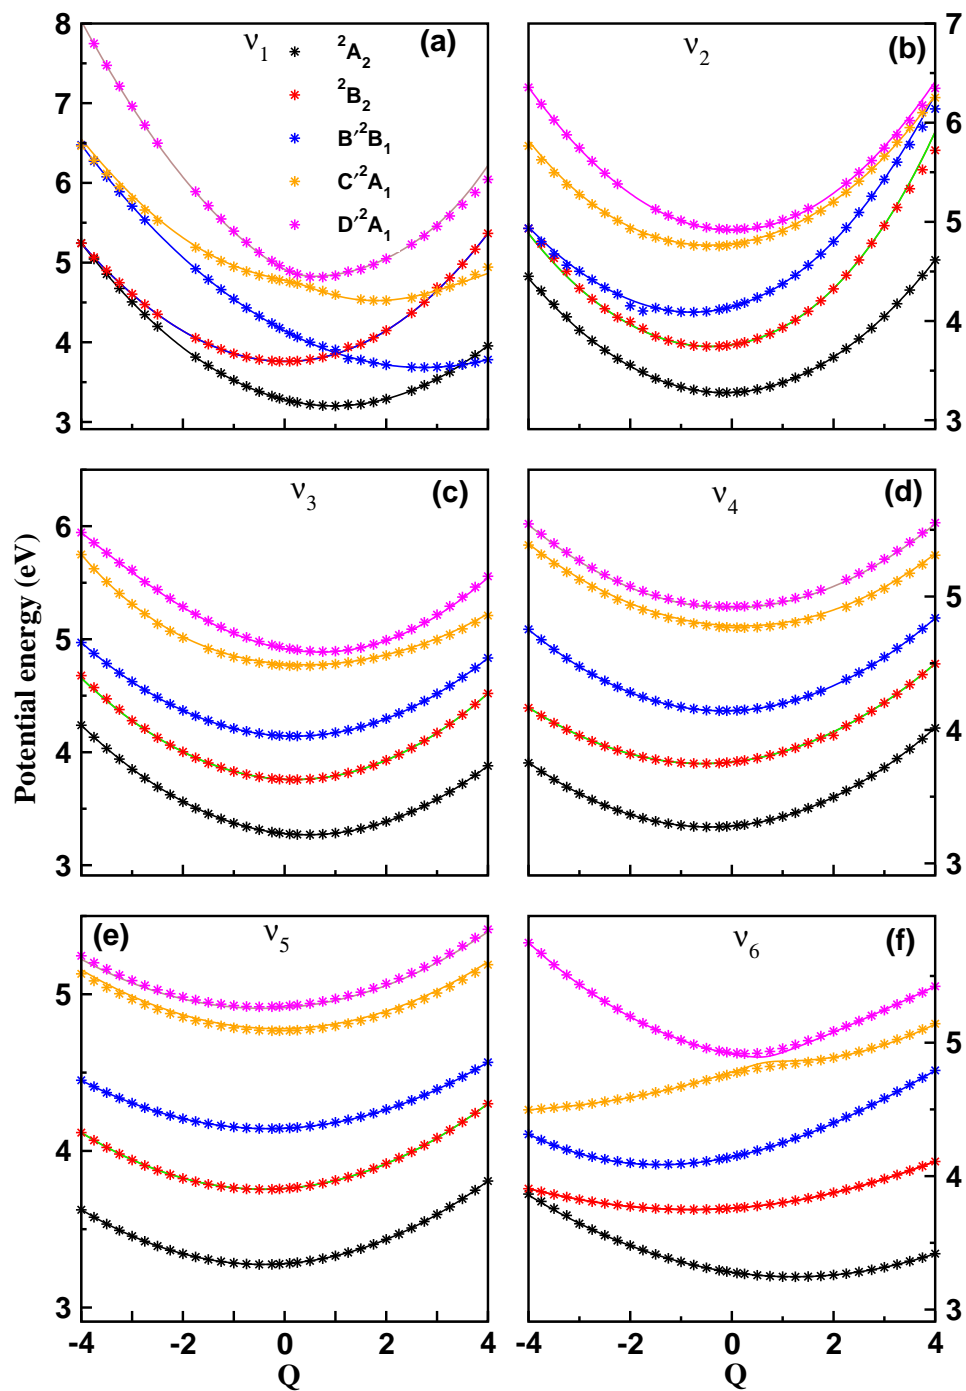 8
7
6
5
4
3
ν1
(a)
²A₂
²B₂
B′²B₁
C′²A₁
D′²A₁
ν2
(b)
7
6
5
4
3
Potential energy (eV)
6
5
4
3
ν3
(c)
ν4
(d)
5
4
3
(e)
ν5
5
4
3
-4 -2 0 2 4
Q
ν6
(f)
5
4
3
-4 -2 0 2 4
Q